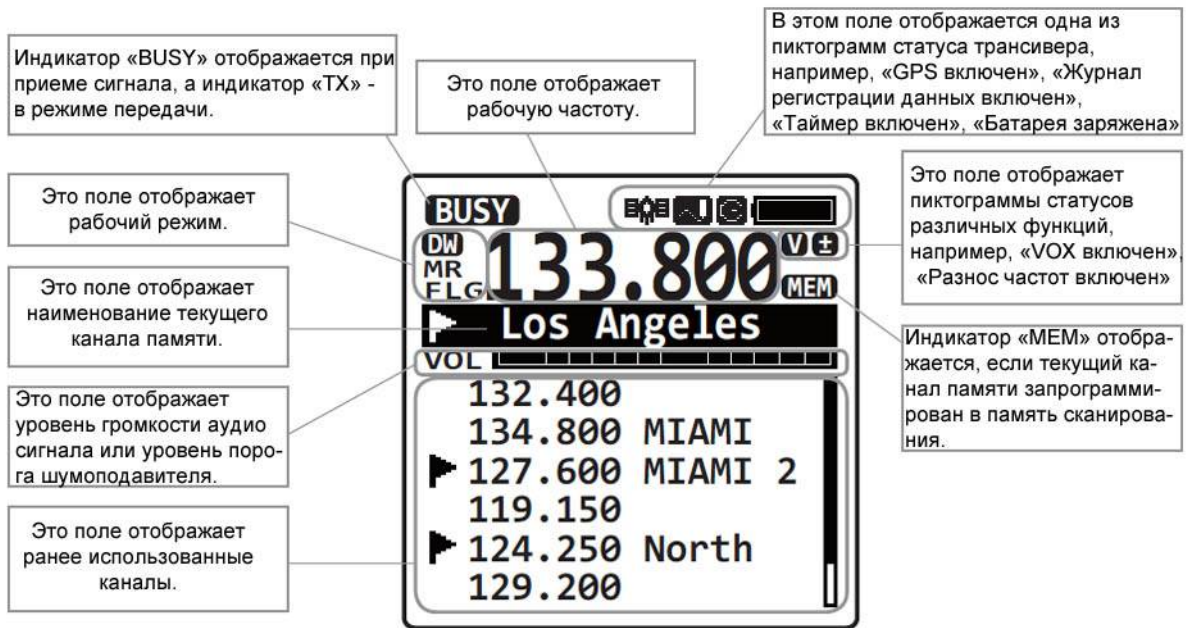 Индикатор «BUSY» отображается при
приеме сигнала, а индикатор «TX» -
в режиме передачи.
Это поле отображает
рабочую частоту.
В этом поле отображается одна из
пиктограмм статуса трансивера,
например, «GPS включен», «Журнал
регистрации данных включен»,
«Таймер включен», «Батарея заряжена»
Это поле отображает
рабочий режим.
Это поле отображает
наименование текущего
канала памяти.
Это поле отображает
уровень громкости аудио
сигнала или уровень поро-
га шумоподавителя.
Это поле отображает
ранее использованные
каналы.
BUSY
DW
MR
FLG
133.800
V ±
MEM
Los Angeles
VOL
132.400
134.800 MIAMI
127.600 MIAMI 2
119.150
124.250 North
129.200
Это поле отображает
пиктограммы статусов
различных функций,
например, «VOX включен»,
«Разнос частот включен»
Индикатор «MEM» отобра-
жается, если текущий ка-
нал памяти запрограмми-
рован в память сканирова-
ния.